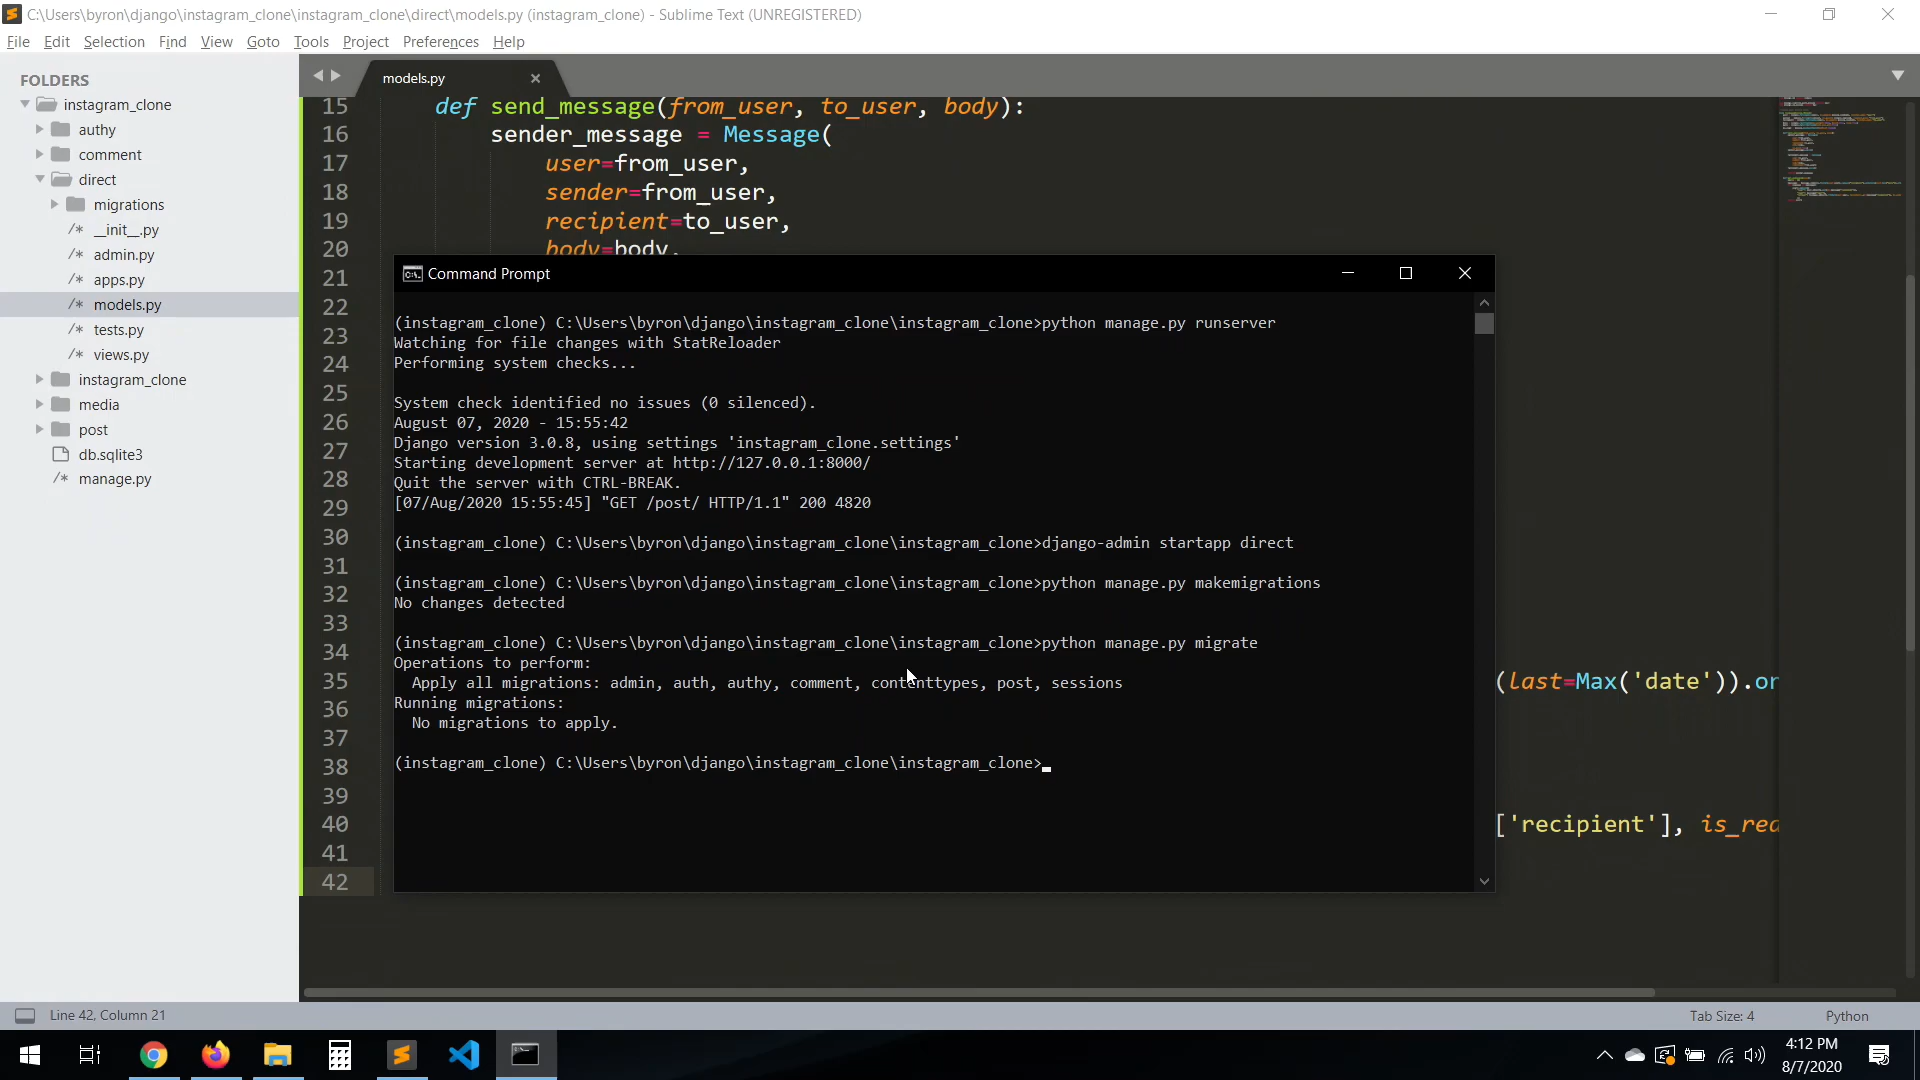 C:\Users\byron\django\instagram_clone\instagram_clone\direct\models.py (instagram_clone) - Sublime Text (UNREGISTERED)
File Edit Selection Find View Goto Tools Project Preferences Help
FOLDERS
instagram_clone
authy
comment
direct
migrations
__init__.py
admin.py
apps.py
models.py
tests.py
views.py
instagram_clone
media
post
db.sqlite3
manage.py
models.py
15 def send_message(from_user, to_user, body):
16 sender_message = Message(
17 user=from_user,
18 sender=from_user,
19 recipient=to_user,
20 body=body,
21
22
23
24
25
26
27
28
29
30
31
32
33
34
35 (last=Max('date')).or
36
37
38
39
40 ['recipient'], is_rea
41
42
Command Prompt
(instagram_clone) C:\Users\byron\django\instagram_clone\instagram_clone>python manage.py runserver
Watching for file changes with StatReloader
Performing system checks...
System check identified no issues (0 silenced).
August 07, 2020 - 15:55:42
Django version 3.0.8, using settings 'instagram_clone.settings'
Starting development server at http://127.0.0.1:8000/
Quit the server with CTRL-BREAK.
[07/Aug/2020 15:55:45] "GET /post/ HTTP/1.1" 200 4820
(instagram_clone) C:\Users\byron\django\instagram_clone\instagram_clone>django-admin startapp direct
(instagram_clone) C:\Users\byron\django\instagram_clone\instagram_clone>python manage.py makemigrations
No changes detected
(instagram_clone) C:\Users\byron\django\instagram_clone\instagram_clone>python manage.py migrate
Operations to perform:
Apply all migrations: admin, auth, authy, comment, contenttypes, post, sessions
Running migrations:
No migrations to apply.
(instagram_clone) C:\Users\byron\django\instagram_clone\instagram_clone>
Line 42, Column 21
Tab Size: 4
Python
4:12 PM
8/7/2020